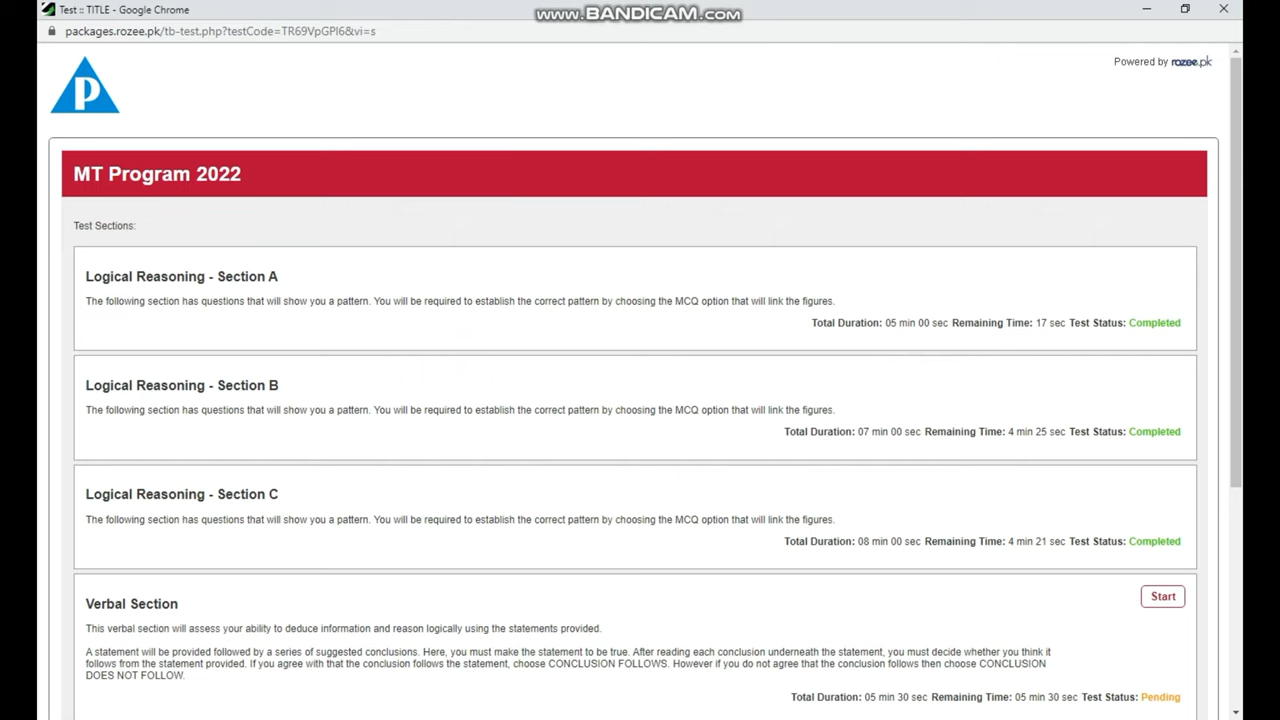 Test :: TITLE - Google Chrome
www.BANDICAM.com
packages.rozee.pk/tb-test.php?testCode=TR69VpGPI6&vi=s
P
Powered by rozee.pk
MT Program 2022
Test Sections:
Logical Reasoning - Section A
The following section has questions that will show you a pattern. You will be required to establish the correct pattern by choosing the MCQ option that will link the figures.
Total Duration: 05 min 00 sec Remaining Time: 17 sec Test Status: Completed
Logical Reasoning - Section B
The following section has questions that will show you a pattern. You will be required to establish the correct pattern by choosing the MCQ option that will link the figures.
Total Duration: 07 min 00 sec Remaining Time: 4 min 25 sec Test Status: Completed
Logical Reasoning - Section C
The following section has questions that will show you a pattern. You will be required to establish the correct pattern by choosing the MCQ option that will link the figures.
Total Duration: 08 min 00 sec Remaining Time: 4 min 21 sec Test Status: Completed
Start
Verbal Section
This verbal section will assess your ability to deduce information and reason logically using the statements provided.
A statement will be provided followed by a series of suggested conclusions. Here, you must make the statement to be true. After reading each conclusion underneath the statement, you must decide whether you think it
follows from the statement provided. If you agree with that the conclusion follows the statement, choose CONCLUSION FOLLOWS. However if you do not agree that the conclusion follows then choose CONCLUSION
DOES NOT FOLLOW.
Total Duration: 05 min 30 sec Remaining Time: 05 min 30 sec Test Status: Pending